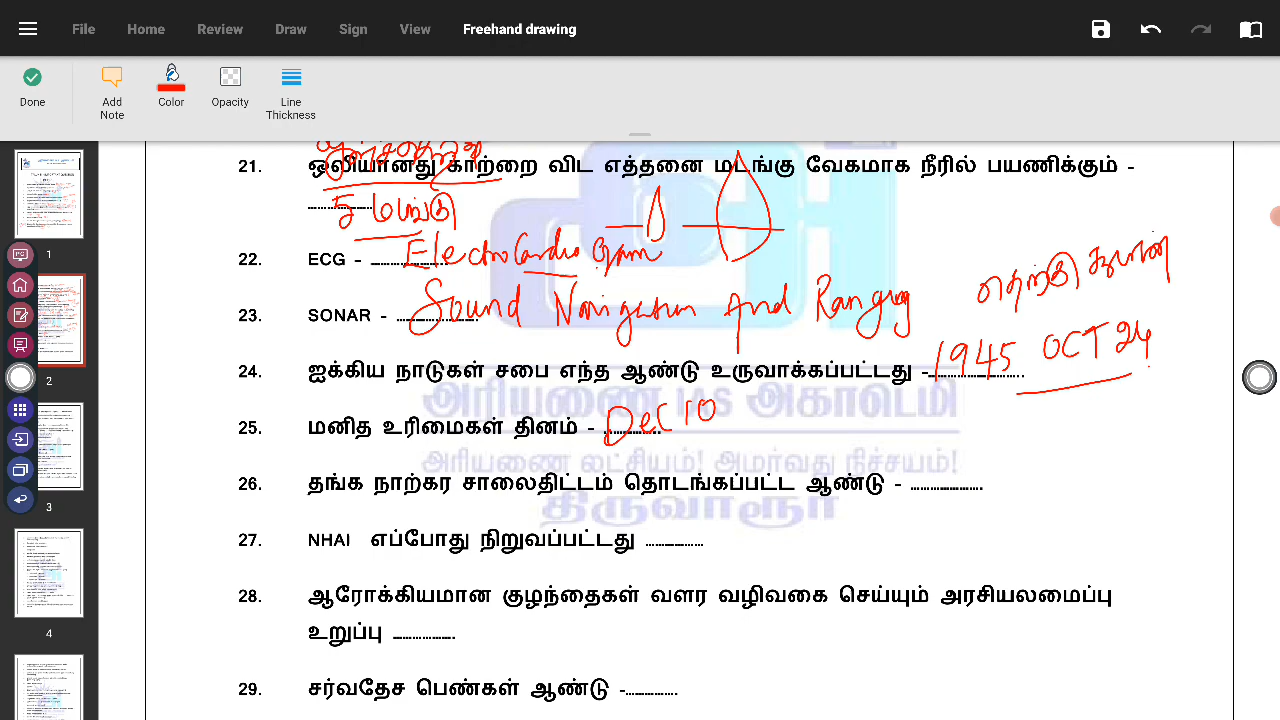 File Home Review Draw Sign View Freehand drawing
Done Add Note Color Opacity Line Thickness
21. ஒலியானது காற்றை விட எத்தனை மடங்கு வேகமாக நீரில் பயணிக்கும் -
.................. 5 மடங்கு
22. ECG - .................. Electro Cardio gram
23. SONAR - .................. Sound Navigation And Ranging
24. ஐக்கிய நாடுகள் சபை எந்த ஆண்டு உருவாக்கப்பட்டது -.................. 1945 OCT 24
அரியணை IAS அகாடமி
25. மனித உரிமைகள் தினம் - .................. Dec 10
அரியணை லட்சியம்! அமர்வது நிச்சயம்!
26. தங்க நாற்கர சாலைதிட்டம் தொடங்கப்பட்ட ஆண்டு - ..................
திருவாரூர்
27. NHAI எப்போது நிறுவப்பட்டது ..................
28. ஆரோக்கியமான குழந்தைகள் வளர வழிவகை செய்யும் அரசியலமைப்பு
உறுப்பு ..................
29. சர்வதேச பெண்கள் ஆண்டு -..................
1
2
3
4